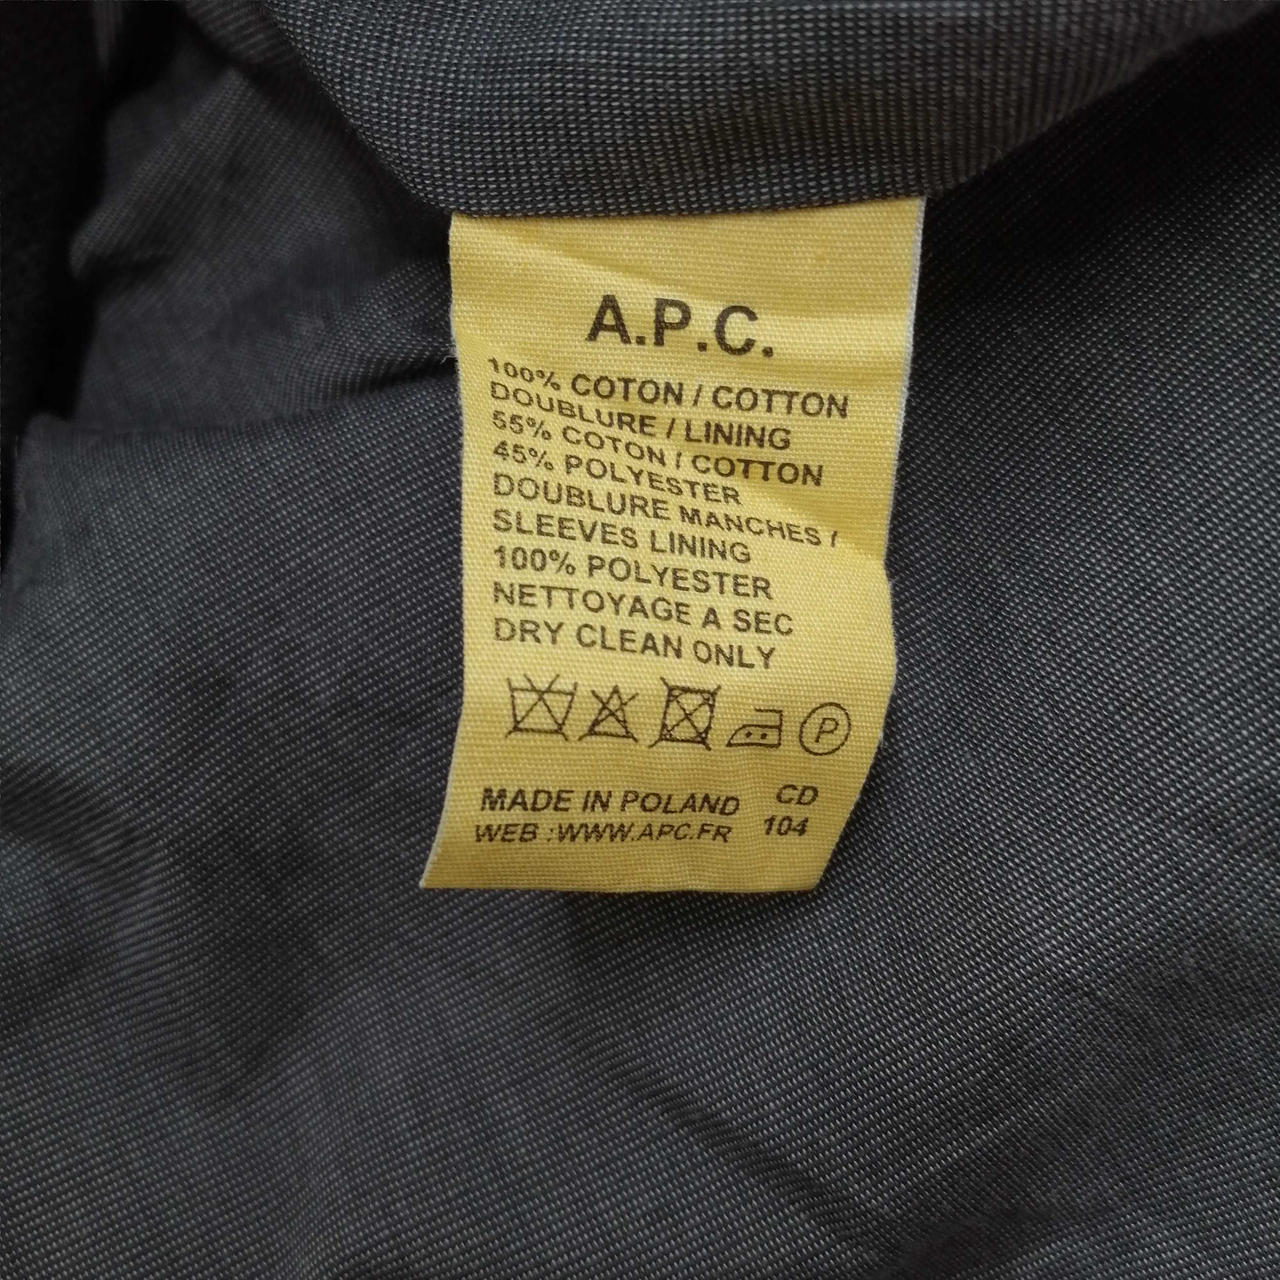 A.P.C.
100% COTON / COTTON
DOUBLURE / LINING
55% COTON / COTTON
45% POLYESTER
DOUBLURE MANCHES /
SLEEVES LINING
100% POLYESTER
NETTOYAGE A SEC
DRY CLEAN ONLY
P
MADE IN POLAND CD
WEB :WWW.APC.FR 104